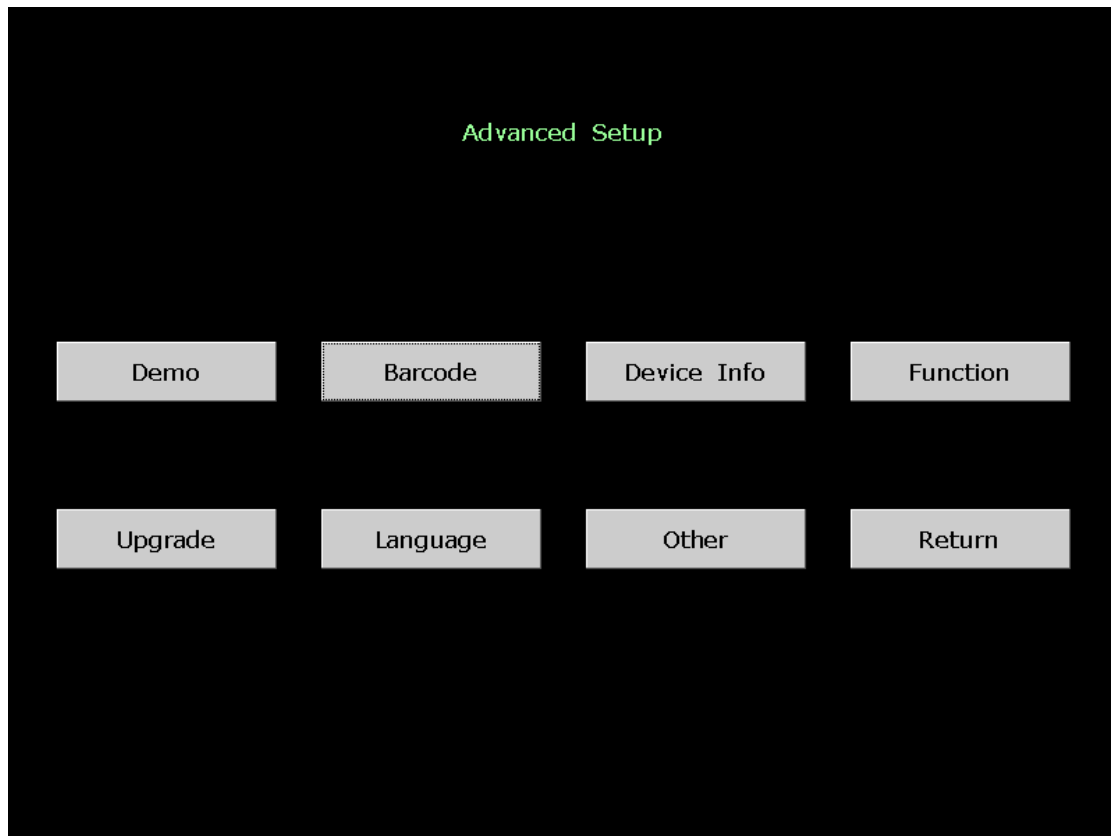 Advanced Setup
Demo Barcode Device Info Function
Upgrade Language Other Return